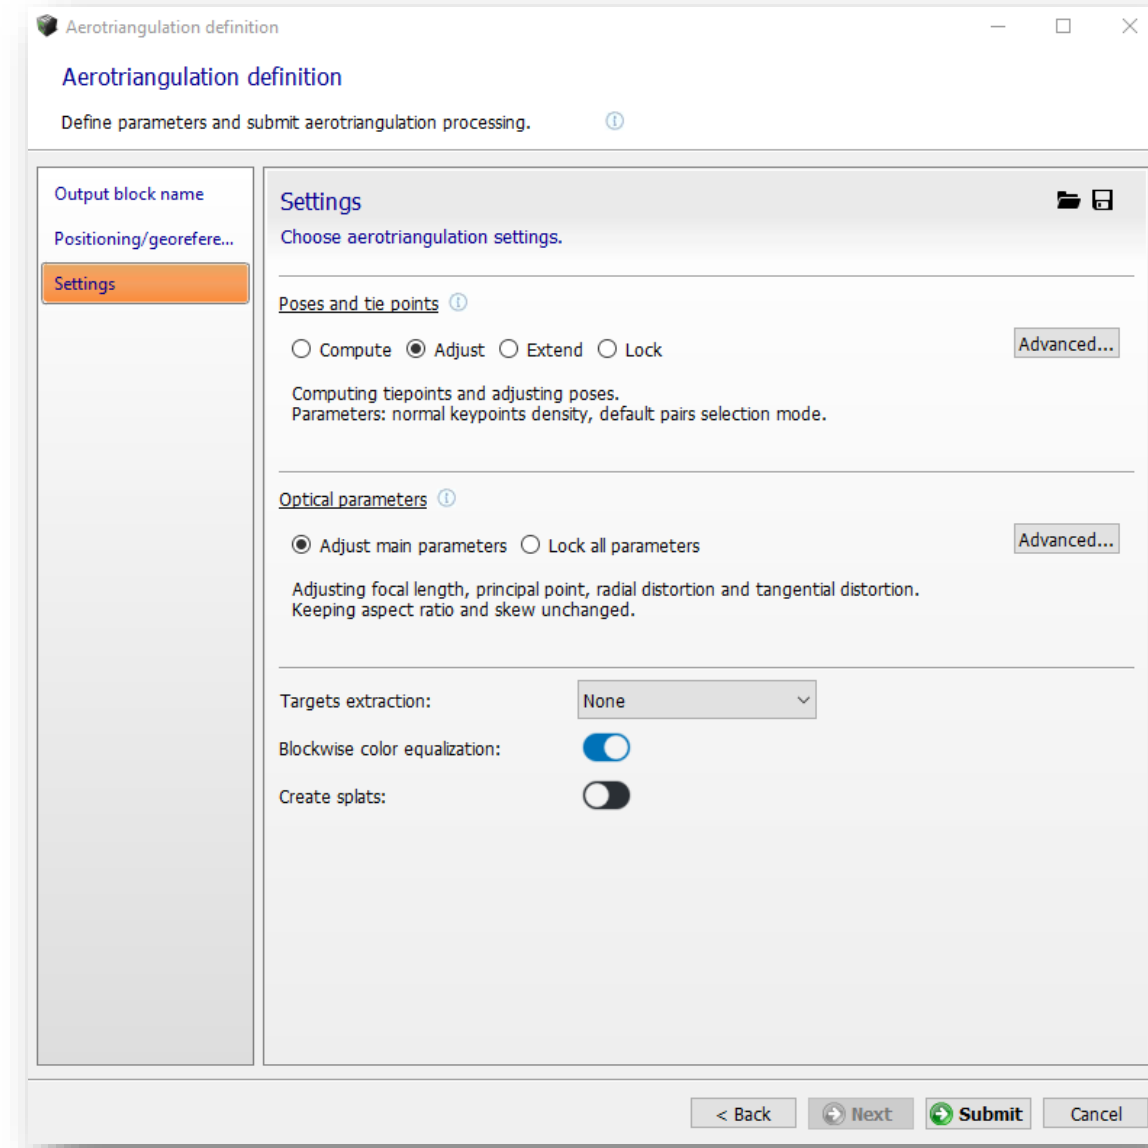 Aerotriangulation definition
Aerotriangulation definition
Define parameters and submit aerotriangulation processing.
Output block name
Positioning/georefere...
Settings
Settings
Choose aerotriangulation settings.
Poses and tie points
Compute Adjust Extend Lock
Advanced...
Computing tiepoints and adjusting poses.
Parameters: normal keypoints density, default pairs selection mode.
Optical parameters
Adjust main parameters Lock all parameters
Advanced...
Adjusting focal length, principal point, radial distortion and tangential distortion.
Keeping aspect ratio and skew unchanged.
Targets extraction: None
Blockwise color equalization:
Create splats:
< Back Next Submit Cancel